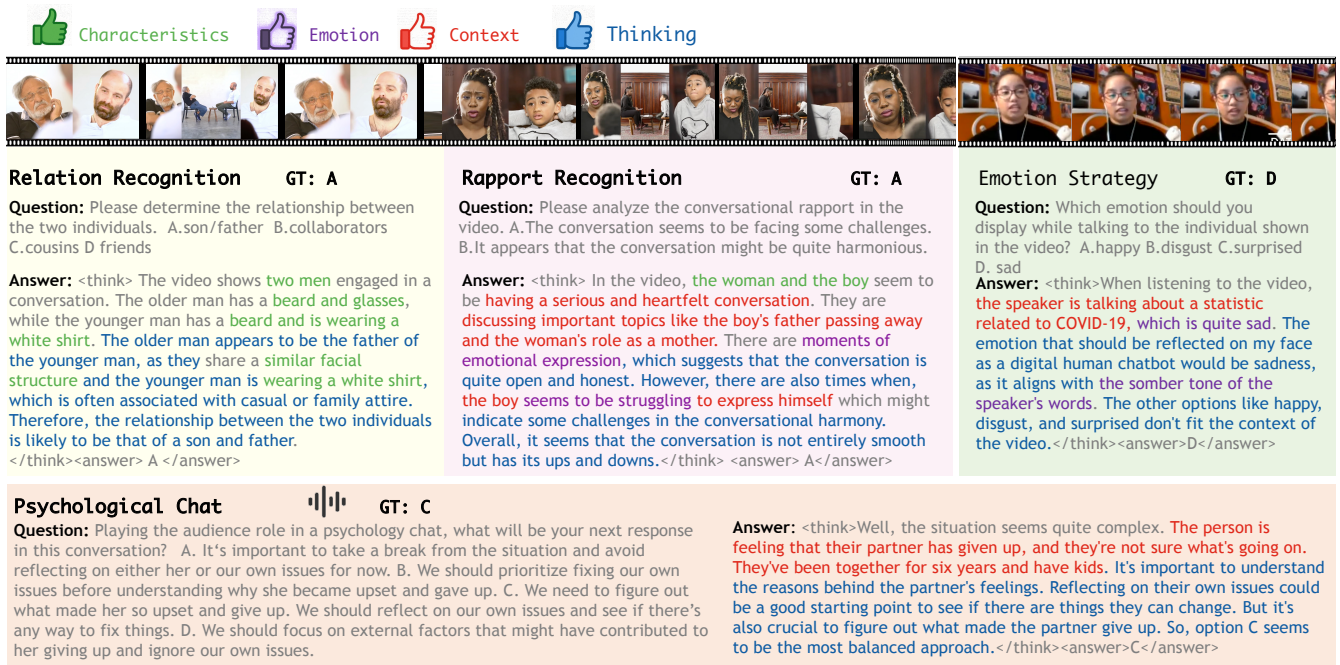 Characteristics Emotion Context Thinking
Relation Recognition GT: A
Question: Please determine the relationship between
the two individuals. A.son/father B.collaborators
C.cousins D friends
Answer: <think> The video shows two men engaged in a
conversation. The older man has a beard and glasses,
while the younger man has a beard and is wearing a
white shirt. The older man appears to be the father of
the younger man, as they share a similar facial
structure and the younger man is wearing a white shirt,
which is often associated with casual or family attire.
Therefore, the relationship between the two individuals
is likely to be that of a son and father.
</think><answer> A </answer>
Rapport Recognition GT: A
Question: Please analyze the conversational rapport in the
video. A.The conversation seems to be facing some challenges.
B.It appears that the conversation might be quite harmonious.
Answer: <think> In the video, the woman and the boy seem to
be having a serious and heartfelt conversation. They are
discussing important topics like the boy's father passing away
and the woman's role as a mother. There are moments of
emotional expression, which suggests that the conversation is
quite open and honest. However, there are also times when,
the boy seems to be struggling to express himself which might
indicate some challenges in the conversational harmony.
Overall, it seems that the conversation is not entirely smooth
but has its ups and downs.</think> <answer> A</answer>
Emotion Strategy GT: D
Question: Which emotion should you
display while talking to the individual shown
in the video? A.happy B.disgust C.surprised
D. sad
Answer: <think>When listening to the video,
the speaker is talking about a statistic
related to COVID-19, which is quite sad. The
emotion that should be reflected on my face
as a digital human chatbot would be sadness,
as it aligns with the somber tone of the
speaker's words. The other options like happy,
disgust, and surprised don't fit the context of
the video.</think><answer>D</answer>
Psychological Chat GT: C
Question: Playing the audience role in a psychology chat, what will be your next response
in this conversation? A. It‘s important to take a break from the situation and avoid
reflecting on either her or our own issues for now. B. We should prioritize fixing our own
issues before understanding why she became upset and gave up. C. We need to figure out
what made her so upset and give up. We should reflect on our own issues and see if there’s
any way to fix things. D. We should focus on external factors that might have contributed to
her giving up and ignore our own issues.
Answer: <think>Well, the situation seems quite complex. The person is
feeling that their partner has given up, and they're not sure what's going on.
They've been together for six years and have kids. It's important to understand
the reasons behind the partner's feelings. Reflecting on their own issues could
be a good starting point to see if there are things they can change. But it's
also crucial to figure out what made the partner give up. So, option C seems
to be the most balanced approach.</think><answer>C</answer>